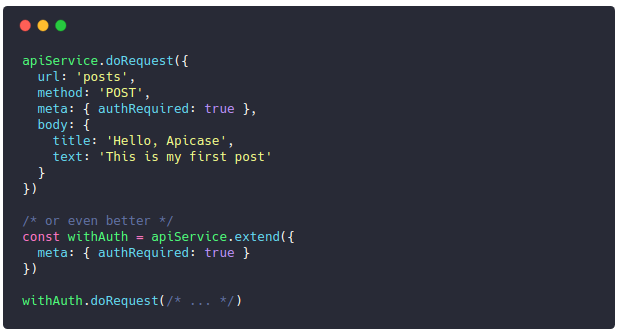 apiService.doRequest({
  url: 'posts',
  method: 'POST',
  meta: { authRequired: true },
  body: {
    title: 'Hello, Apicase',
    text: 'This is my first post'
  }
})

/* or even better */
const withAuth = apiService.extend({
  meta: { authRequired: true }
})

withAuth.doRequest(/* ... */)